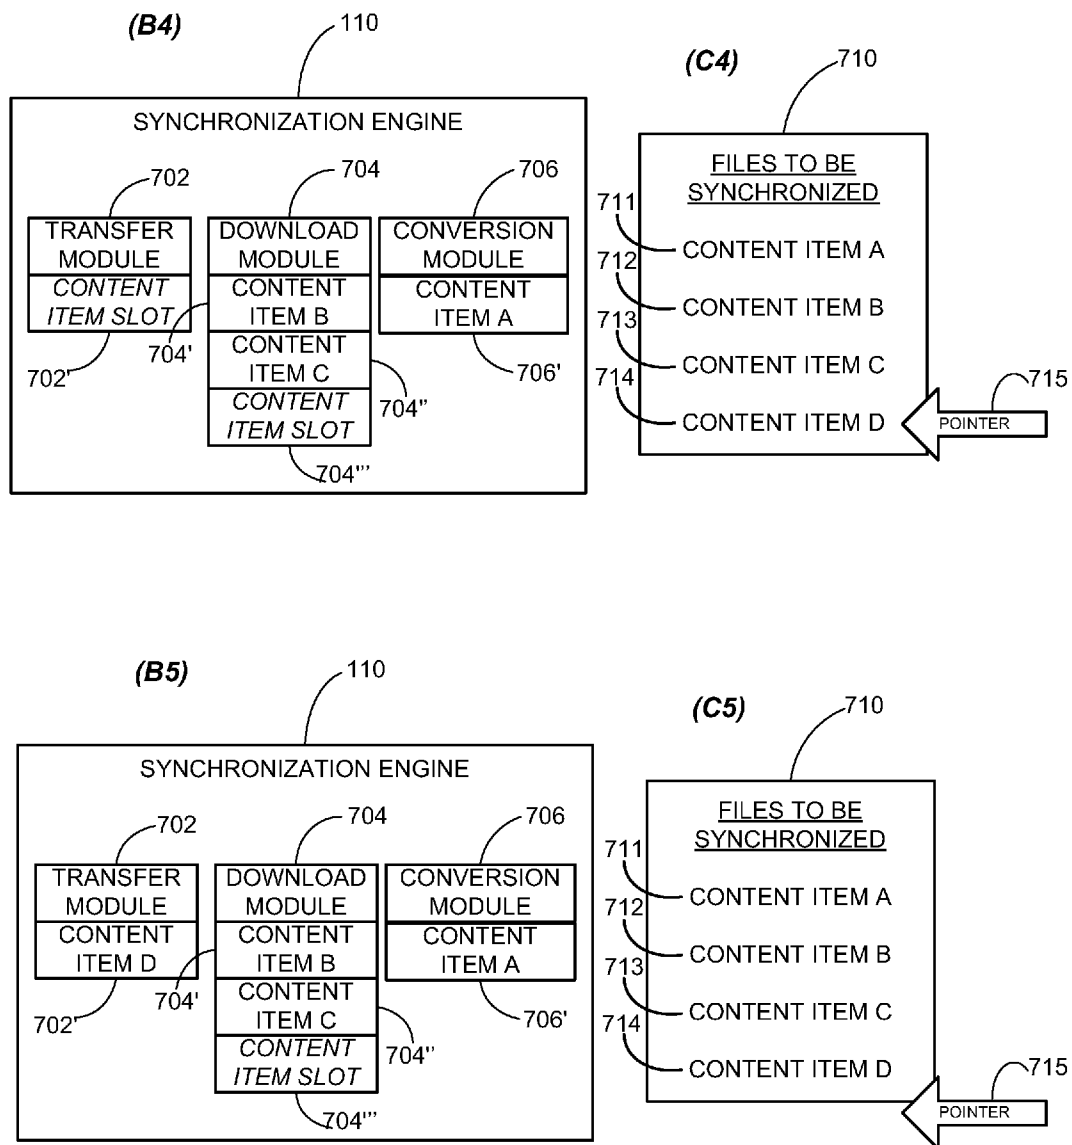 (B4)
110
(C4)
710
SYNCHRONIZATION ENGINE
702
704
706
TRANSFER
MODULE
CONTENT
ITEM SLOT
702'
DOWNLOAD
MODULE
CONTENT
ITEM B
704'
CONTENT
ITEM C
704''
CONTENT
ITEM SLOT
704'''
CONVERSION
MODULE
CONTENT
ITEM A
706'
FILES TO BE
SYNCHRONIZED
711
CONTENT ITEM A
712
CONTENT ITEM B
713
CONTENT ITEM C
714
CONTENT ITEM D
POINTER
715
(B5)
110
(C5)
710
SYNCHRONIZATION ENGINE
702
704
706
TRANSFER
MODULE
CONTENT
ITEM D
702'
DOWNLOAD
MODULE
CONTENT
ITEM B
704'
CONTENT
ITEM C
704''
CONTENT
ITEM SLOT
704'''
CONVERSION
MODULE
CONTENT
ITEM A
706'
FILES TO BE
SYNCHRONIZED
711
CONTENT ITEM A
712
CONTENT ITEM B
713
CONTENT ITEM C
714
CONTENT ITEM D
POINTER
715